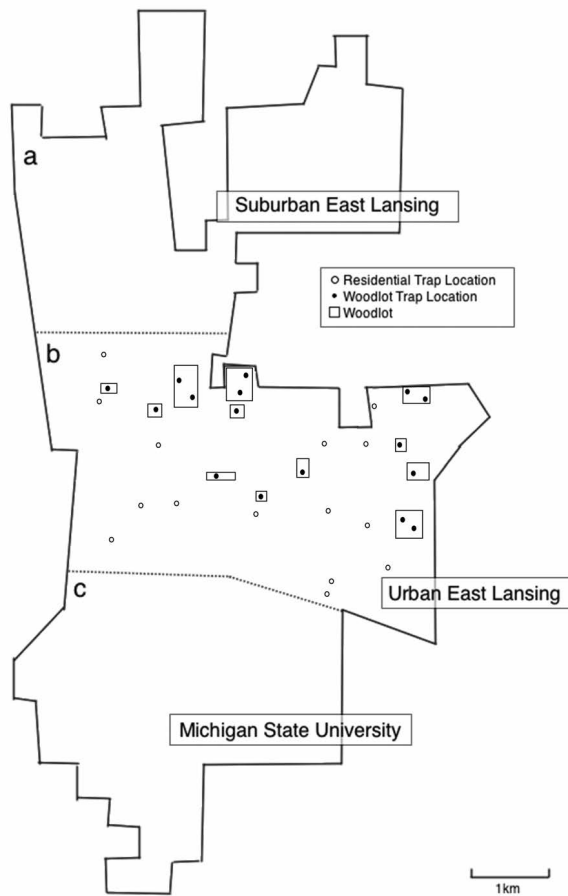 a
Suburban East Lansing
Residential Trap Location
Woodlot Trap Location
Woodlot
b
c
Urban East Lansing
Michigan State University
1km